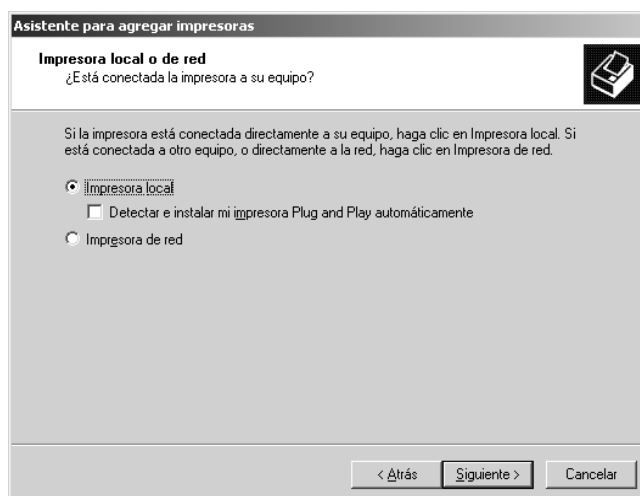 Asistente para agregar impresoras
Impresora local o de red
¿Está conectada la impresora a su equipo?
Si la impresora está conectada directamente a su equipo, haga clic en Impresora local. Si
está conectada a otro equipo, o directamente a la red, haga clic en Impresora de red.
Impresora local
Detectar e instalar mi impresora Plug and Play automáticamente
Impresora de red
< Atrás
Siguiente >
Cancelar